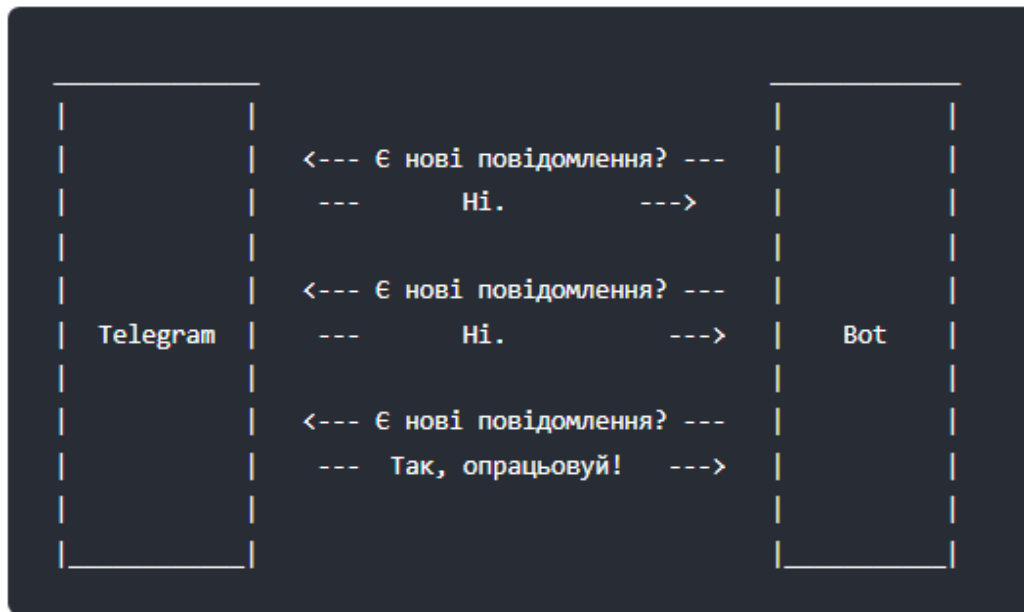 <--- Є нові повідомлення? ---
--- Ні. --->
<--- Є нові повідомлення? ---
Telegram --- Ні. ---> Bot
<--- Є нові повідомлення? ---
--- Так, опрацьовуй! --->